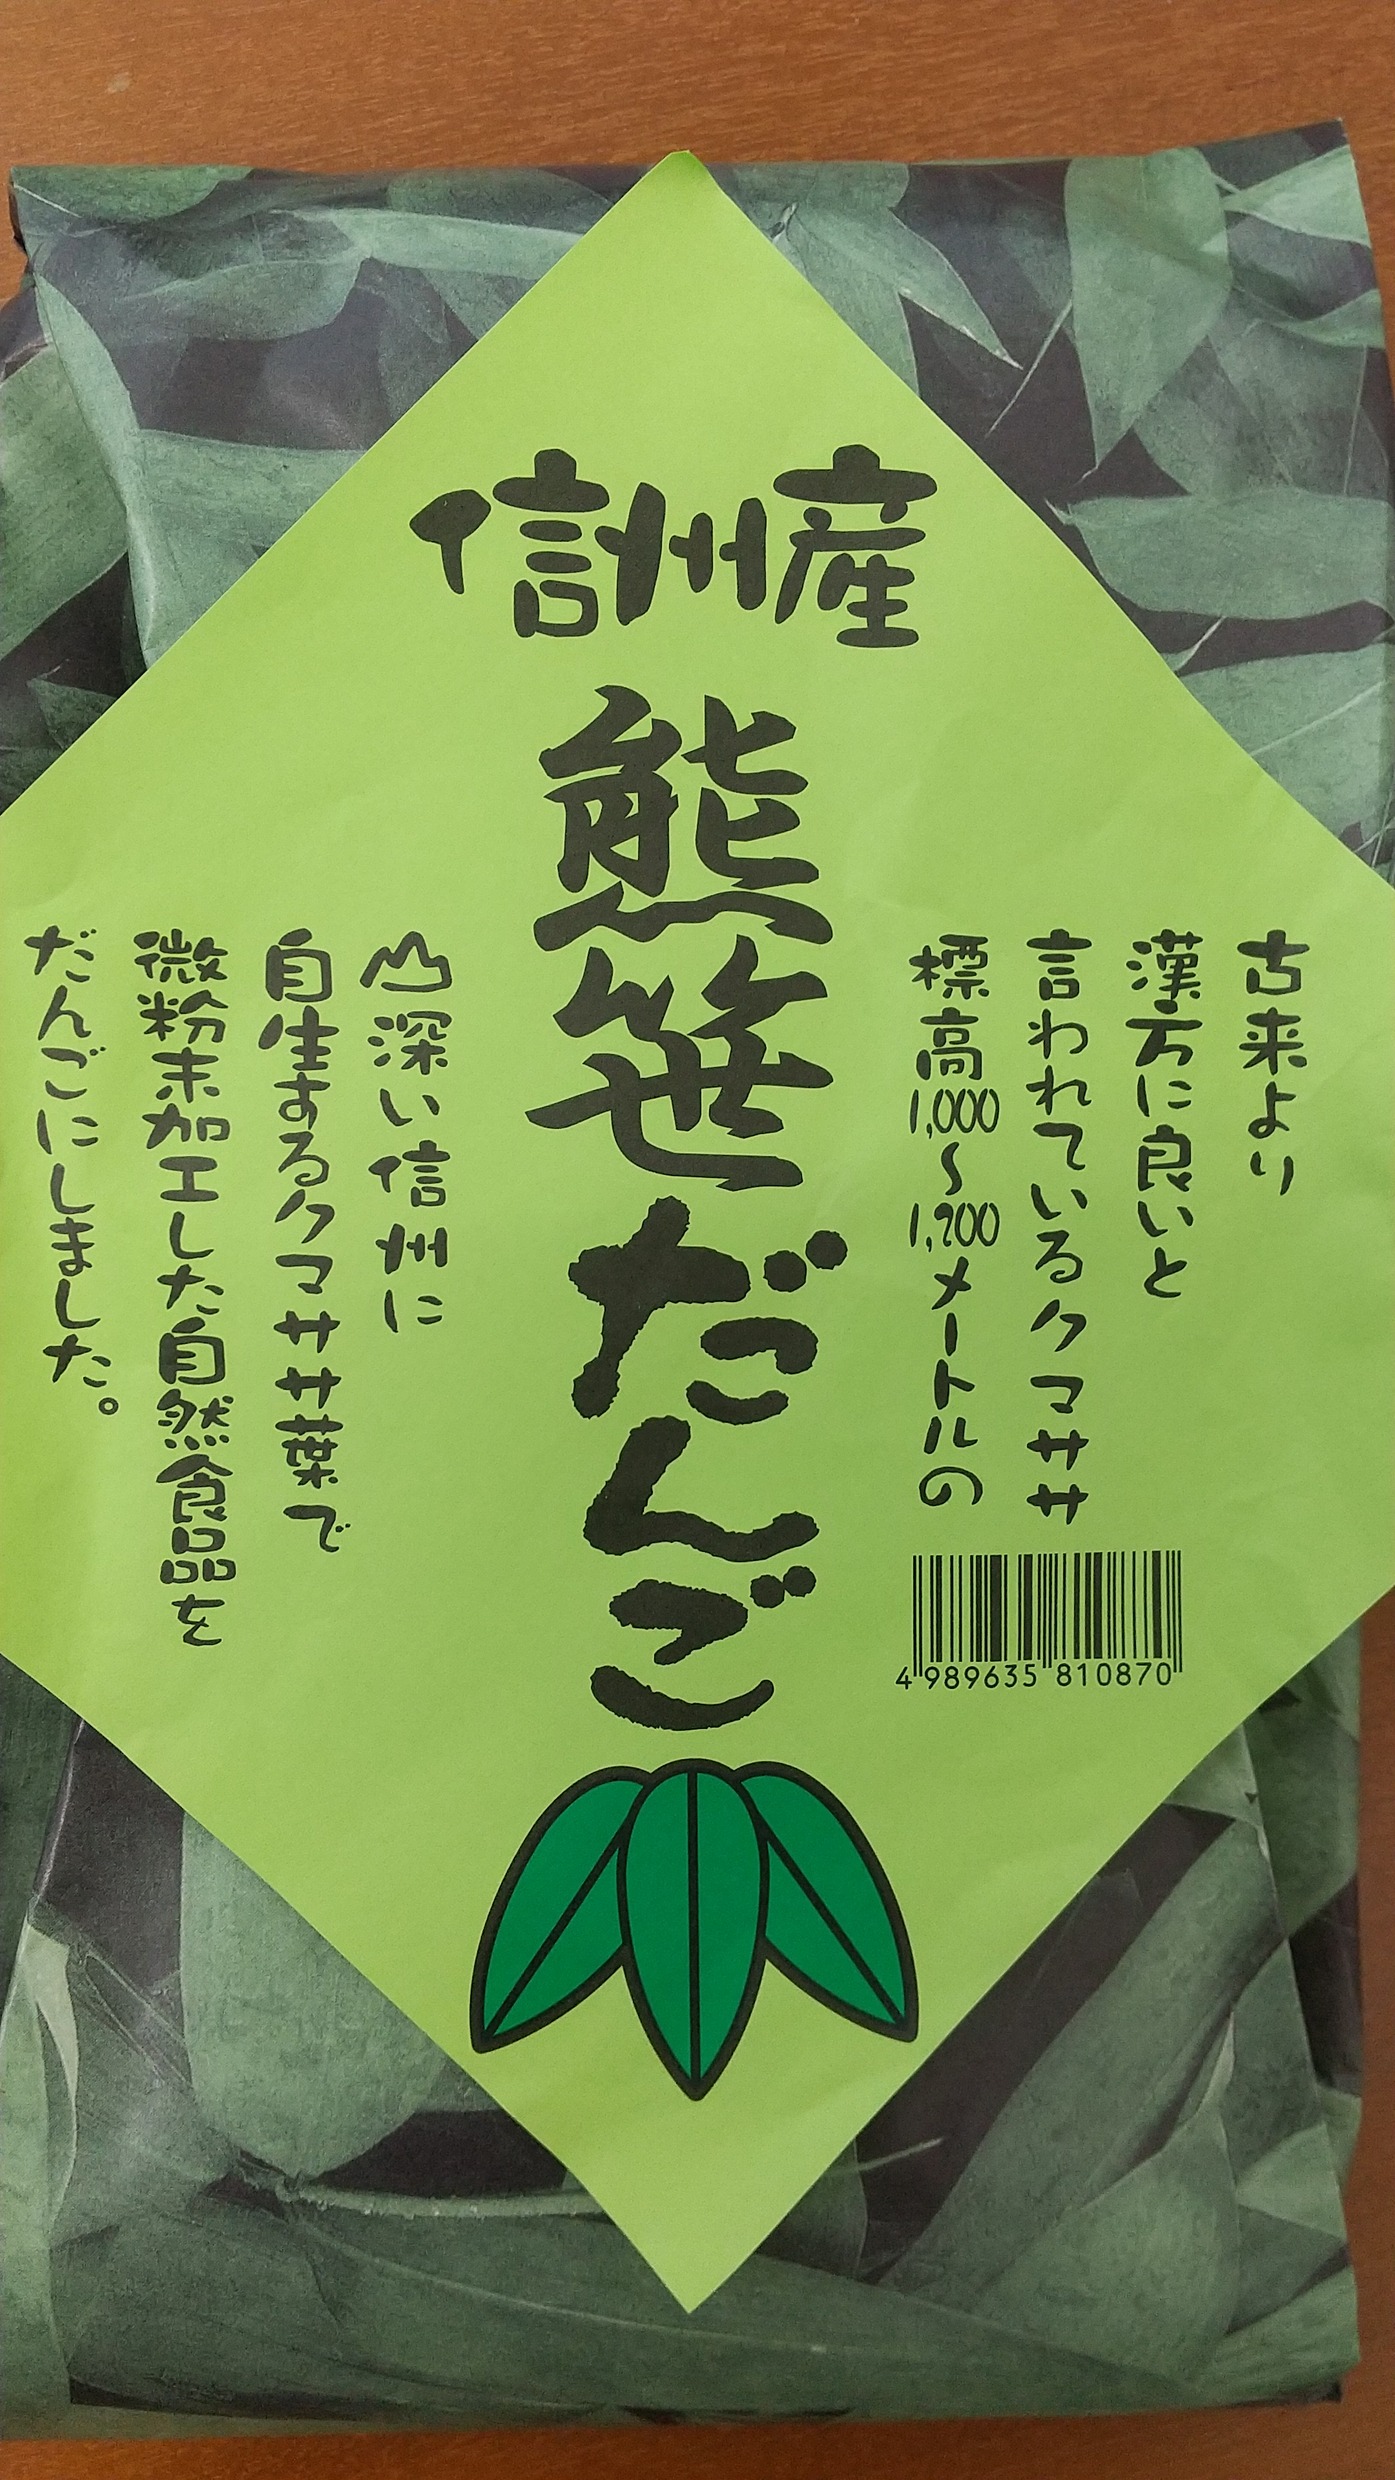 信州産
熊笹だんご
古来より
漢方に良いと
言われているクマササ
標高1,000～1,200メートルの
山深い信州に
自生するクマササ葉で
微粉末加工した自然食品を
だんごにしました。
4 989635 810870